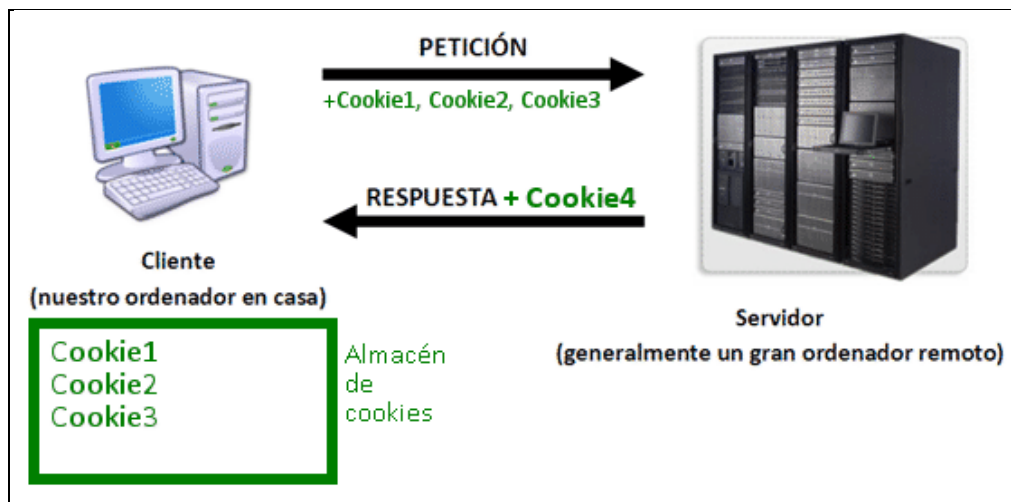 PETICIÓN
+Cookie1, Cookie2, Cookie3
RESPUESTA + Cookie4
Cliente
(nuestro ordenador en casa)
Servidor
(generalmente un gran ordenador remoto)
Cookie1
Cookie2
Cookie3
Almacén
de
cookies